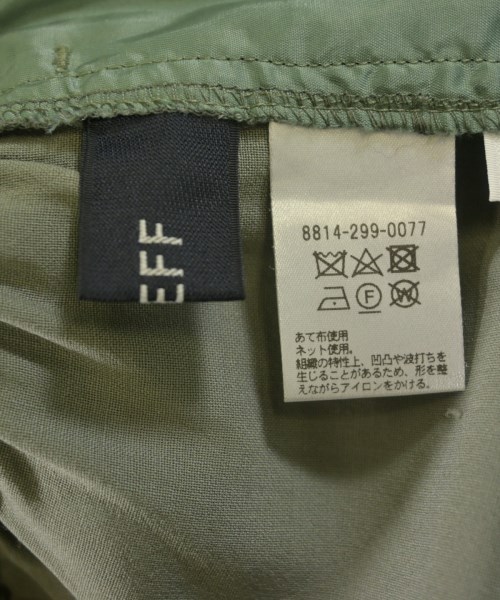 EFF
8814-299-0077
F
W
あて布使用
ネット使用。
組織の特性上、凹凸や波打ちを
生じることがあるため、形を整
えながらアイロンをかける。